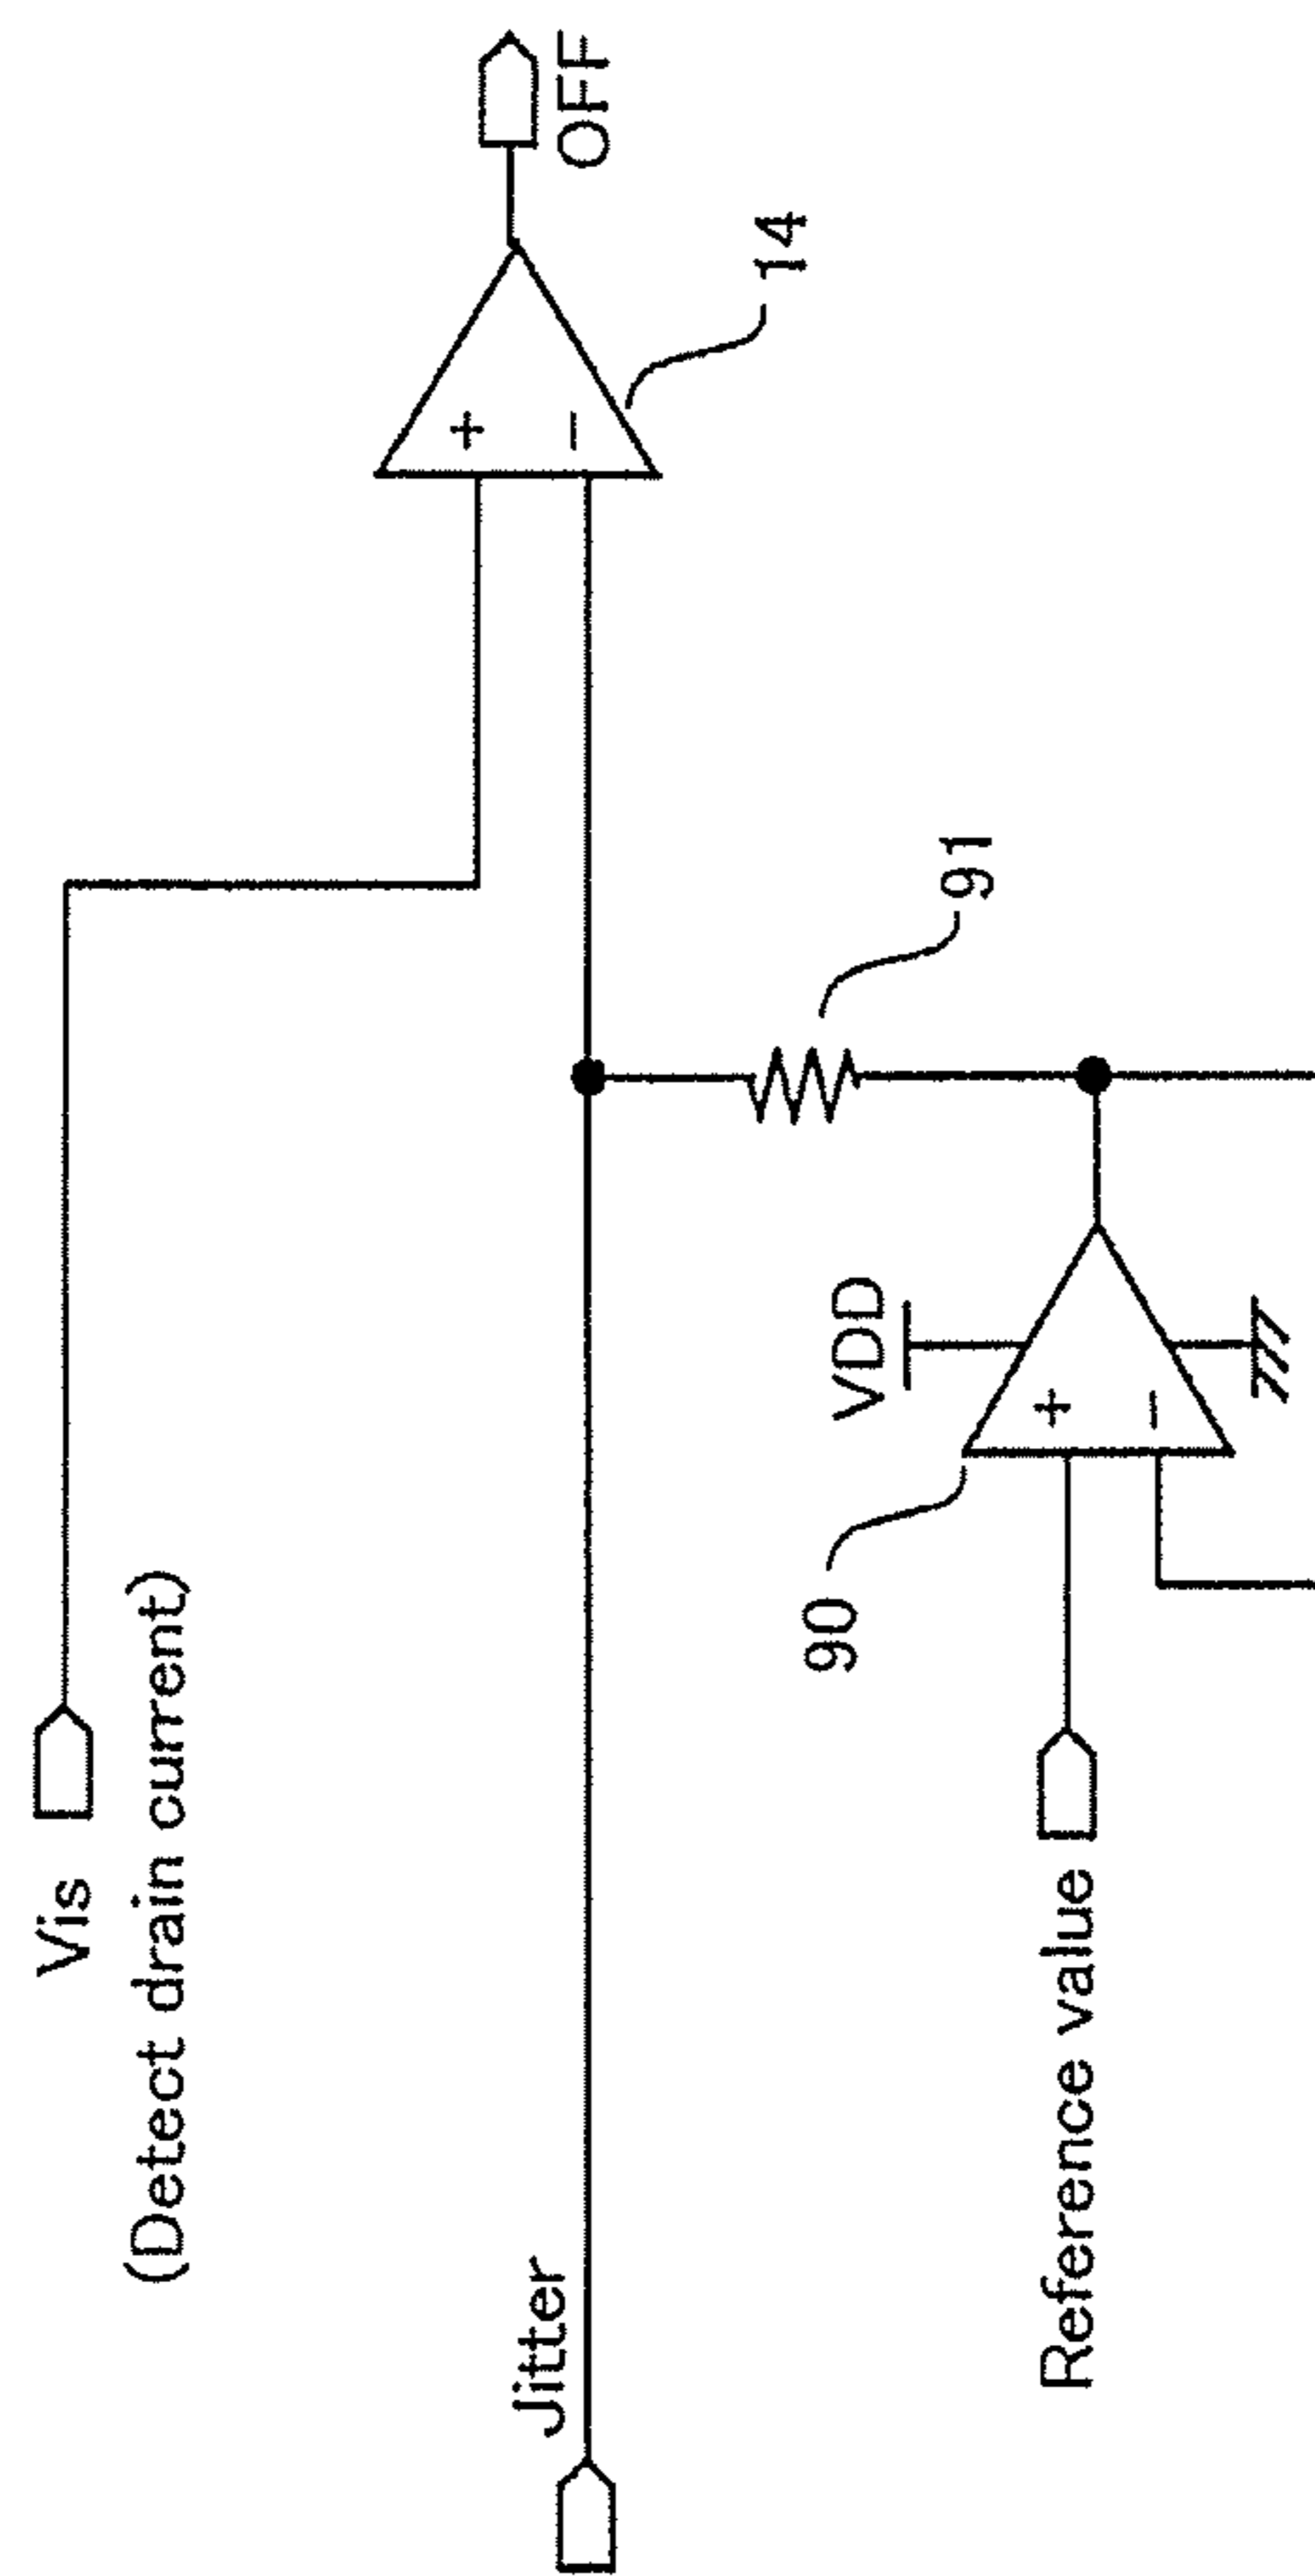 Vis
(Detect drain current)
OFF
+
−
14
Jitter
91
VDD
90
+
−
Reference value